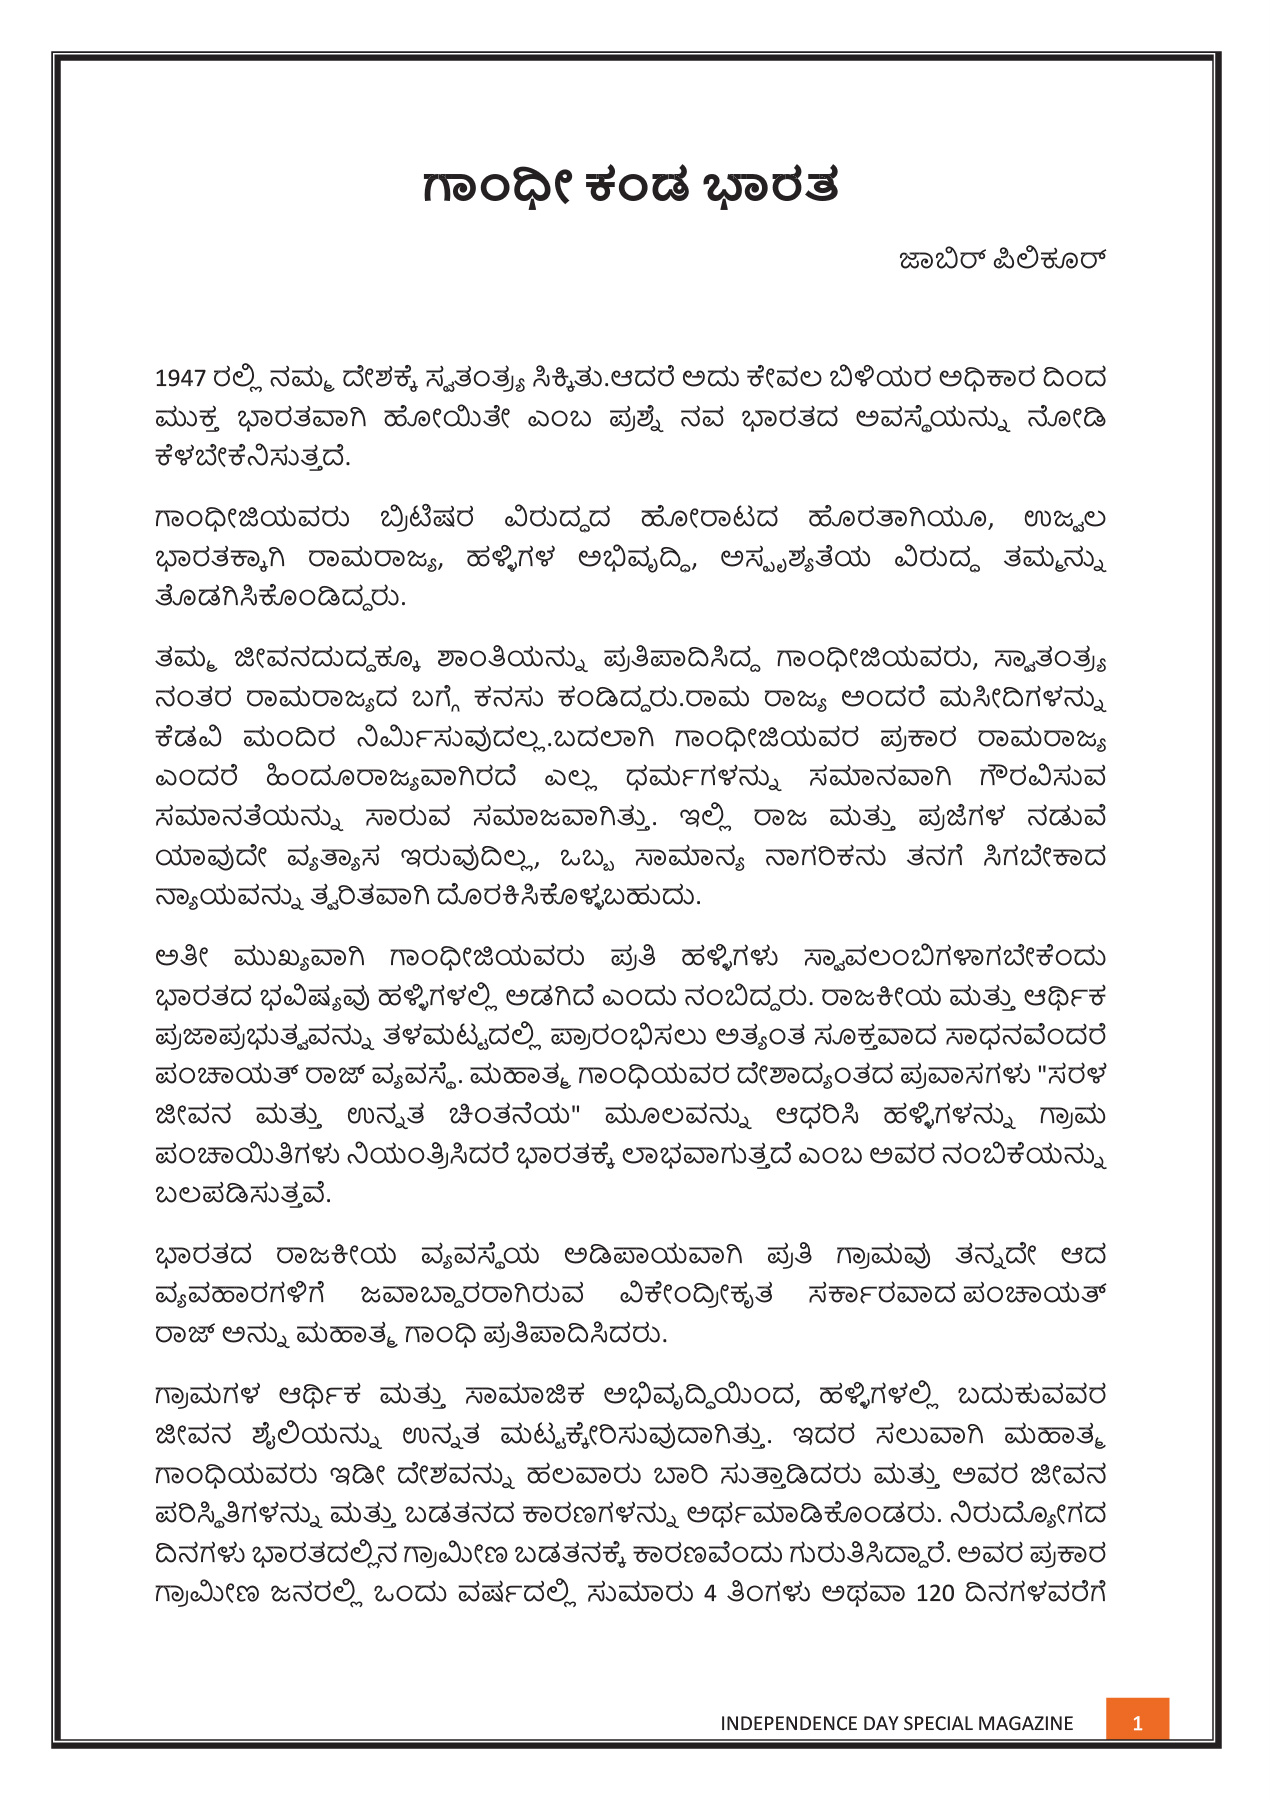 ಗಾಂಧೀ ಕಂಡ ಭಾರತ
ಜಾಬಿರ್ ಪಿಲಿಕೂರ್
1947 ರಲ್ಲಿ ನಮ್ಮ ದೇಶಕ್ಕೆ ಸ್ವತಂತ್ರ್ಯ ಸಿಕ್ಕಿತು.ಆದರೆ ಅದು ಕೇವಲ ಬಿಳಿಯರ ಅಧಿಕಾರ ದಿಂದ
ಮುಕ್ತ ಭಾರತವಾಗಿ ಹೋಯಿತೇ ಎಂಬ ಪ್ರಶ್ನೆ ನವ ಭಾರತದ ಅವಸ್ಥೆಯನ್ನು ನೋಡಿ
ಕೆಳಬೇಕೆನಿಸುತ್ತದೆ.
ಗಾಂಧೀಜಿಯವರು ಬ್ರಿಟಿಷರ ವಿರುದ್ಧದ ಹೋರಾಟದ ಹೊರತಾಗಿಯೂ, ಉಜ್ವಲ
ಭಾರತಕ್ಕಾಗಿ ರಾಮರಾಜ್ಯ, ಹಳ್ಳಿಗಳ ಅಭಿವೃದ್ಧಿ, ಅಸ್ಪೃಶ್ಯತೆಯ ವಿರುದ್ಧ ತಮ್ಮನ್ನು
ತೊಡಗಿಸಿಕೊಂಡಿದ್ದರು.
ತಮ್ಮ ಜೀವನದುದ್ದಕ್ಕೂ ಶಾಂತಿಯನ್ನು ಪ್ರತಿಪಾದಿಸಿದ್ದ ಗಾಂಧೀಜಿಯವರು, ಸ್ವಾತಂತ್ರ್ಯ
ನಂತರ ರಾಮರಾಜ್ಯದ ಬಗ್ಗೆ ಕನಸು ಕಂಡಿದ್ದರು.ರಾಮ ರಾಜ್ಯ ಅಂದರೆ ಮಸೀದಿಗಳನ್ನು
ಕೆಡವಿ ಮಂದಿರ ನಿರ್ಮಿಸುವುದಲ್ಲ.ಬದಲಾಗಿ ಗಾಂಧೀಜಿಯವರ ಪ್ರಕಾರ ರಾಮರಾಜ್ಯ
ಎಂದರೆ ಹಿಂದೂರಾಜ್ಯವಾಗಿರದೆ ಎಲ್ಲ ಧರ್ಮಗಳನ್ನು ಸಮಾನವಾಗಿ ಗೌರವಿಸುವ
ಸಮಾನತೆಯನ್ನು ಸಾರುವ ಸಮಾಜವಾಗಿತ್ತು. ಇಲ್ಲಿ ರಾಜ ಮತ್ತು ಪ್ರಜೆಗಳ ನಡುವೆ
ಯಾವುದೇ ವ್ಯತ್ಯಾಸ ಇರುವುದಿಲ್ಲ, ಒಬ್ಬ ಸಾಮಾನ್ಯ ನಾಗರಿಕನು ತನಗೆ ಸಿಗಬೇಕಾದ
ನ್ಯಾಯವನ್ನು ತ್ವರಿತವಾಗಿ ದೊರಕಿಸಿಕೊಳ್ಳಬಹುದು.
ಅತೀ ಮುಖ್ಯವಾಗಿ ಗಾಂಧೀಜಿಯವರು ಪ್ರತಿ ಹಳ್ಳಿಗಳು ಸ್ವಾವಲಂಬಿಗಳಾಗಬೇಕೆಂದು
ಭಾರತದ ಭವಿಷ್ಯವು ಹಳ್ಳಿಗಳಲ್ಲಿ ಅಡಗಿದೆ ಎಂದು ನಂಬಿದ್ದರು. ರಾಜಕೀಯ ಮತ್ತು ಆರ್ಥಿಕ
ಪ್ರಜಾಪ್ರಭುತ್ವವನ್ನು ತಳಮಟ್ಟದಲ್ಲಿ ಪ್ರಾರಂಭಿಸಲು ಅತ್ಯಂತ ಸೂಕ್ತವಾದ ಸಾಧನವೆಂದರೆ
ಪಂಚಾಯತ್ ರಾಜ್ ವ್ಯವಸ್ಥೆ. ಮಹಾತ್ಮ ಗಾಂಧಿಯವರ ದೇಶಾದ್ಯಂತದ ಪ್ರವಾಸಗಳು "ಸರಳ
ಜೀವನ ಮತ್ತು ಉನ್ನತ ಚಿಂತನೆಯ" ಮೂಲವನ್ನು ಆಧರಿಸಿ ಹಳ್ಳಿಗಳನ್ನು ಗ್ರಾಮ
ಪಂಚಾಯಿತಿಗಳು ನಿಯಂತ್ರಿಸಿದರೆ ಭಾರತಕ್ಕೆ ಲಾಭವಾಗುತ್ತದೆ ಎಂಬ ಅವರ ನಂಬಿಕೆಯನ್ನು
ಬಲಪಡಿಸುತ್ತವೆ.
ಭಾರತದ ರಾಜಕೀಯ ವ್ಯವಸ್ಥೆಯ ಅಡಿಪಾಯವಾಗಿ ಪ್ರತಿ ಗ್ರಾಮವು ತನ್ನದೇ ಆದ
ವ್ಯವಹಾರಗಳಿಗೆ ಜವಾಬ್ದಾರರಾಗಿರುವ ವಿಕೇಂದ್ರೀಕೃತ ಸರ್ಕಾರವಾದ ಪಂಚಾಯತ್
ರಾಜ್ ಅನ್ನು ಮಹಾತ್ಮ ಗಾಂಧಿ ಪ್ರತಿಪಾದಿಸಿದರು.
ಗ್ರಾಮಗಳ ಆರ್ಥಿಕ ಮತ್ತು ಸಾಮಾಜಿಕ ಅಭಿವೃದ್ಧಿಯಿಂದ, ಹಳ್ಳಿಗಳಲ್ಲಿ ಬದುಕುವವರ
ಜೀವನ ಶೈಲಿಯನ್ನು ಉನ್ನತ ಮಟ್ಟಕ್ಕೇರಿಸುವುದಾಗಿತ್ತು. ಇದರ ಸಲುವಾಗಿ ಮಹಾತ್ಮ
ಗಾಂಧಿಯವರು ಇಡೀ ದೇಶವನ್ನು ಹಲವಾರು ಬಾರಿ ಸುತ್ತಾಡಿದರು ಮತ್ತು ಅವರ ಜೀವನ
ಪರಿಸ್ಥಿತಿಗಳನ್ನು ಮತ್ತು ಬಡತನದ ಕಾರಣಗಳನ್ನು ಅರ್ಥಮಾಡಿಕೊಂಡರು. ನಿರುದ್ಯೋಗದ
ದಿನಗಳು ಭಾರತದಲ್ಲಿನ ಗ್ರಾಮೀಣ ಬಡತನಕ್ಕೆ ಕಾರಣವೆಂದು ಗುರುತಿಸಿದ್ದಾರೆ. ಅವರ ಪ್ರಕಾರ
ಗ್ರಾಮೀಣ ಜನರಲ್ಲಿ ಒಂದು ವರ್ಷದಲ್ಲಿ ಸುಮಾರು 4 ತಿಂಗಳು ಅಥವಾ 120 ದಿನಗಳವರೆಗೆ
INDEPENDENCE DAY SPECIAL MAGAZINE 1